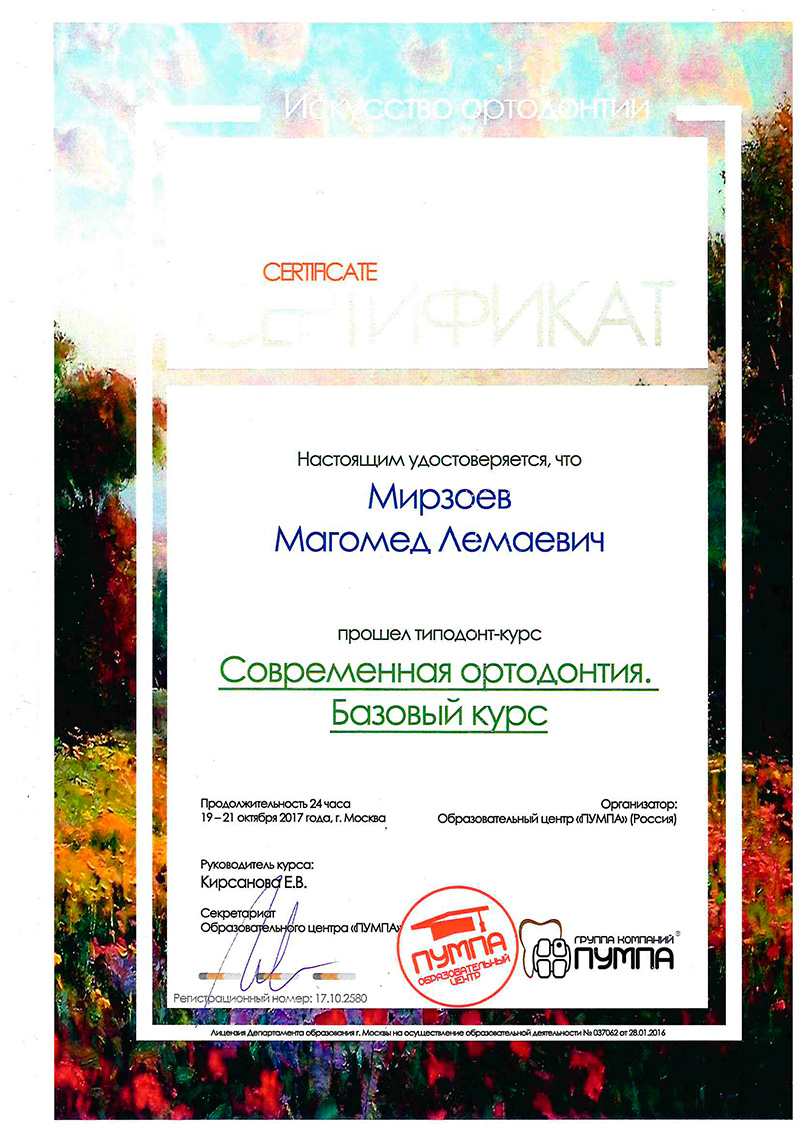 Искусство ортодонтии
CERTIFICATE
СЕРТИФИКАТ
Настоящим удостоверяется, что
Мирзоев
Магомед Лемаевич
прошел типодонт-курс
Современная ортодонтия.
Базовый курс
Продолжительность 24 часа
19 – 21 октября 2017 года, г. Москва
Организатор:
Образовательный центр «ПУМПА» (Россия)
Руководитель курса:
Кирсанова Е.В.
Секретариат
Образовательного центра «ПУМПА»
ПУМПА
ОБРАЗОВАТЕЛЬНЫЙ
ЦЕНТР
ГРУППА КОМПАНИЙ®
ПУМПА
Регистрационный номер: 17.10.2580
Лицензия Департамента образования г. Москвы на осуществление образовательной деятельности № 037062 от 28.01.2016